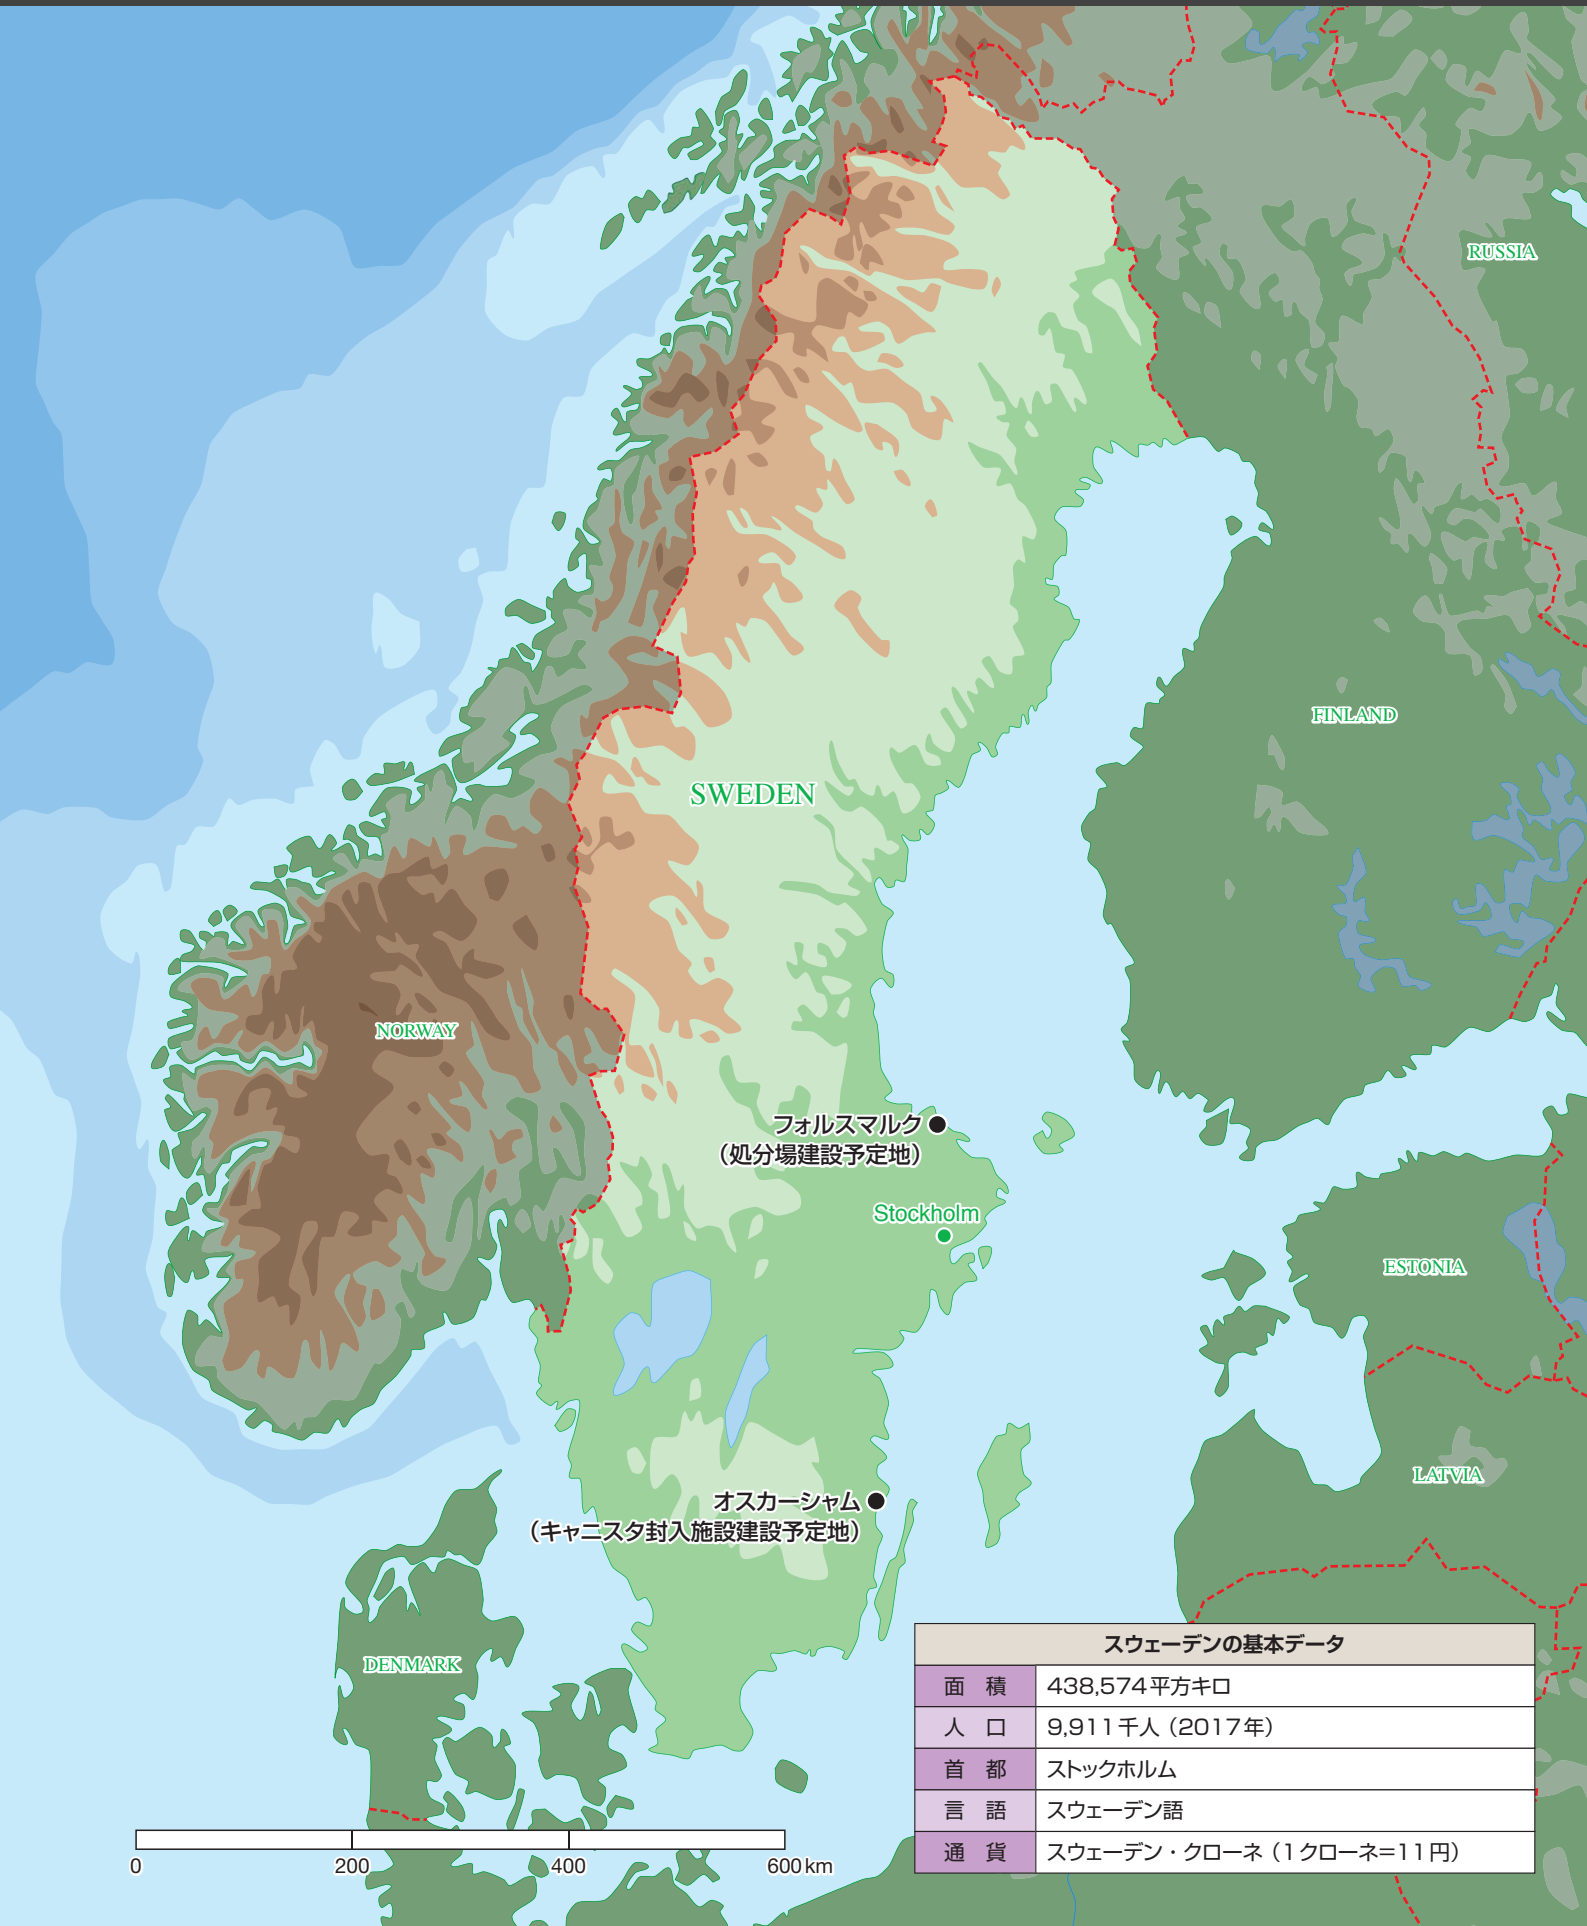 RUSSIA
FINLAND
SWEDEN
NORWAY
フォルスマルク
（処分場建設予定地）
Stockholm
ESTONIA
LATVIA
オスカーシャム
（キャニスタ封入施設建設予定地）
DENMARK
スウェーデンの基本データ
面　積 438,574平方キロ
人　口 9,911千人（2017年）
首　都 ストックホルム
言　語 スウェーデン語
通　貨 スウェーデン・クローネ（1クローネ=11円）
0 200 400 600km